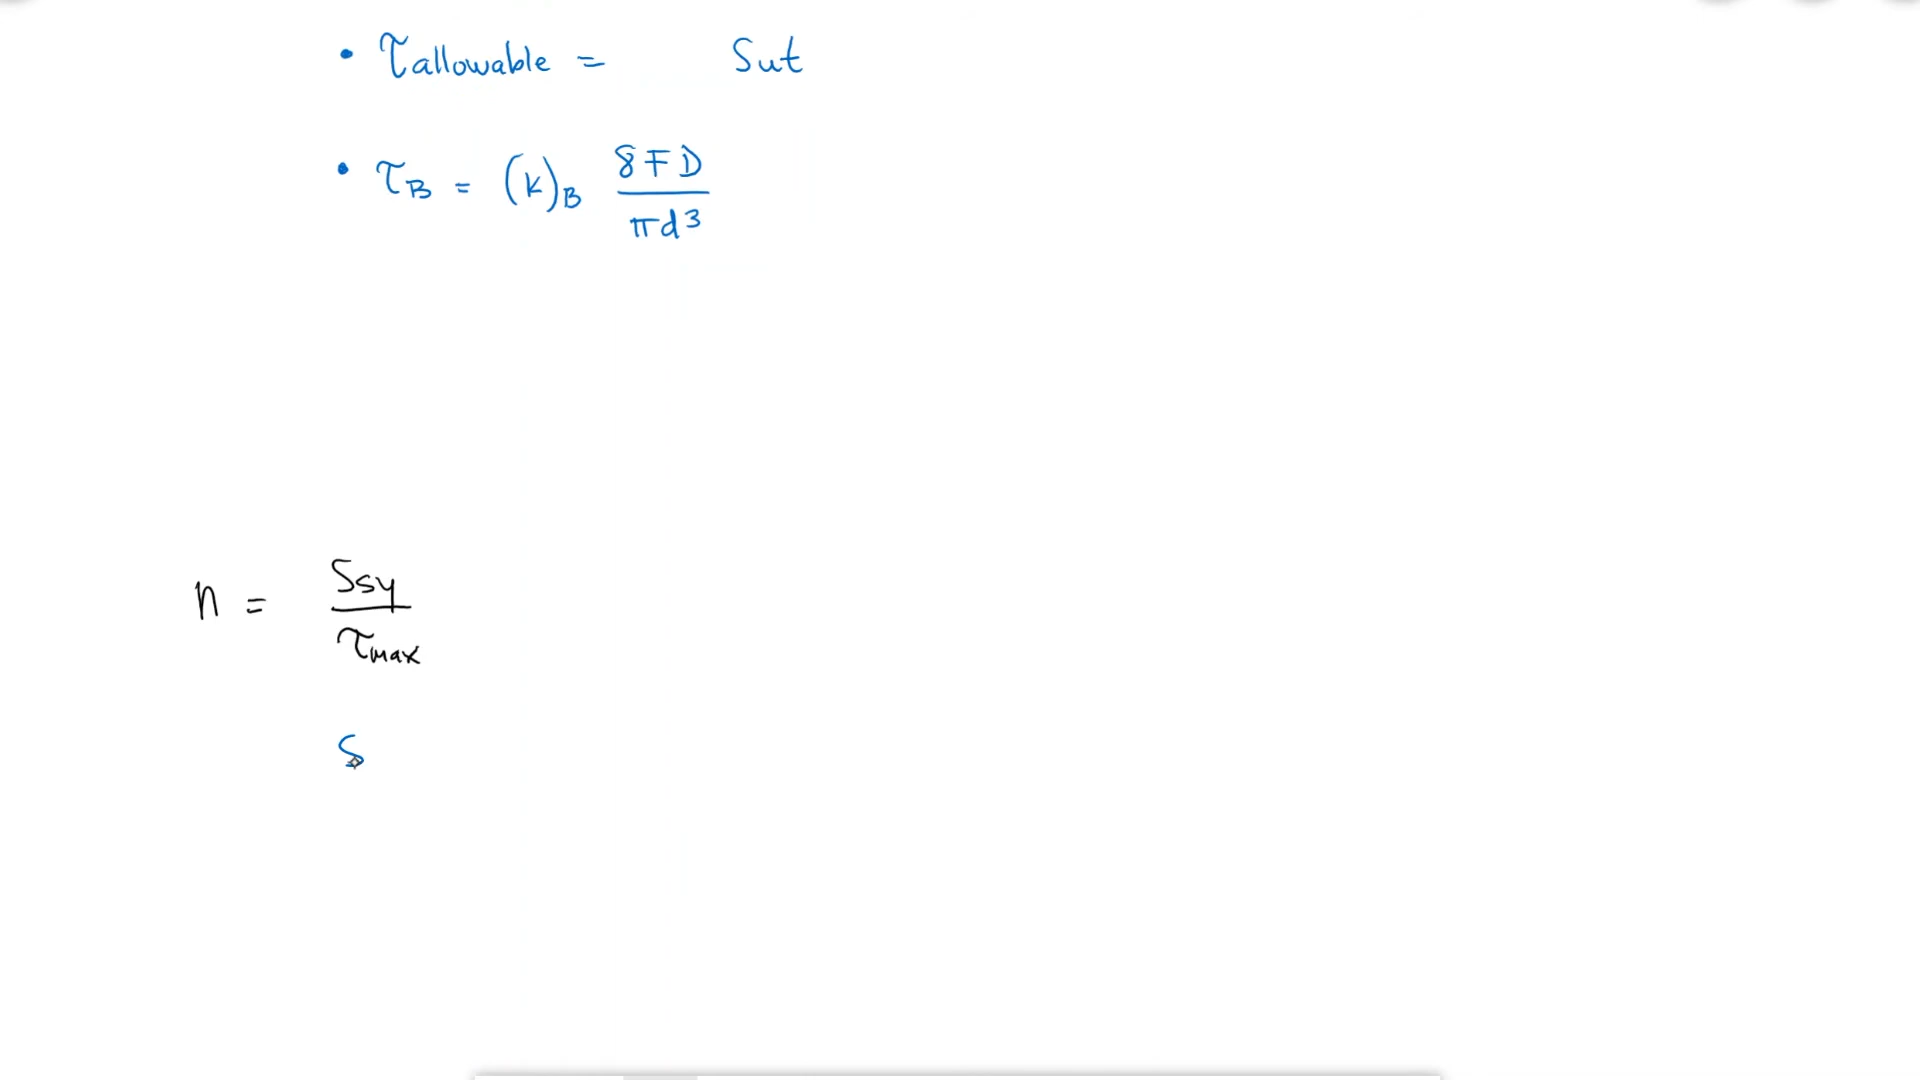 • τallowable =     Sut
• τB = (K)B 8FD
πd³
n = Ssy
τmax
S